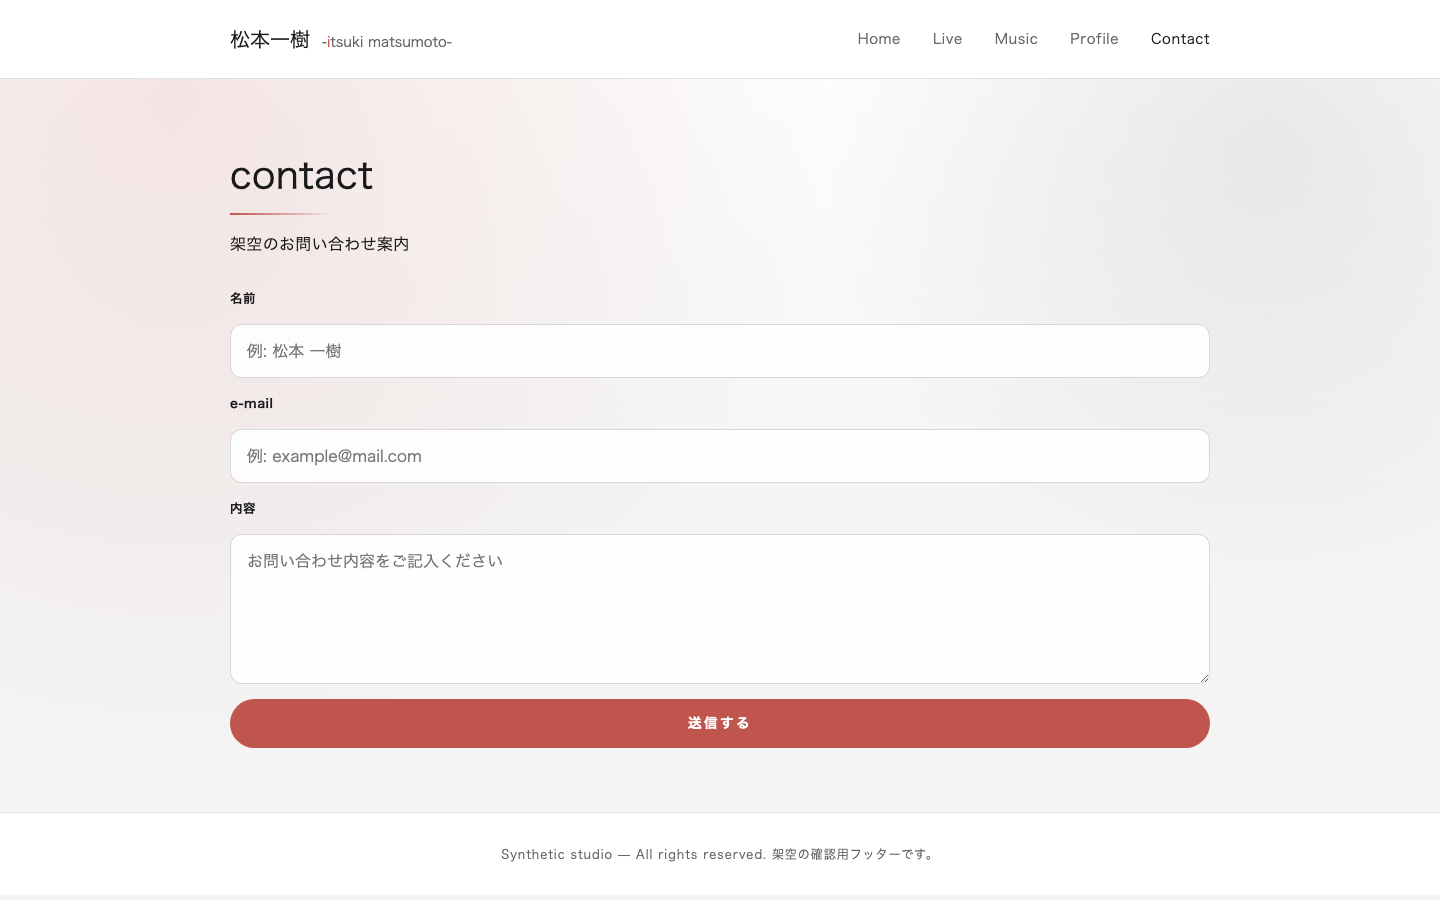 松本一樹 -itsuki matsumoto-
Home Live Music Profile Contact
contact
架空のお問い合わせ案内
名前
例: 松本 一樹
e-mail
例: example@mail.com
内容
お問い合わせ内容をご記入ください
送信する
Synthetic studio — All rights reserved. 架空の確認用フッターです。